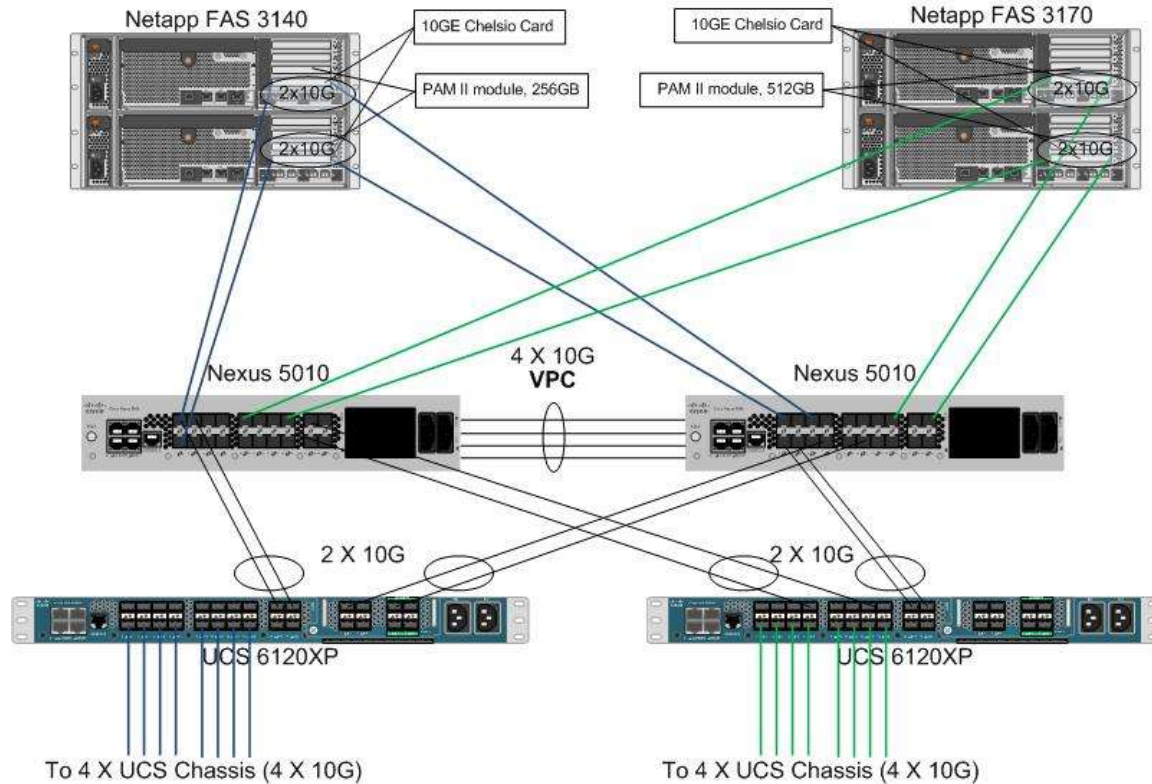 Netapp FAS 3140
Netapp FAS 3170
10GE Chelsio Card
10GE Chelsio Card
PAM II module, 256GB
PAM II module, 512GB
2x10G
2x10G
2x10G
2x10G
4 X 10G
VPC
Nexus 5010
Nexus 5010
2 X 10G
2 X 10G
UCS 6120XP
UCS 6120XP
To 4 X UCS Chassis (4 X 10G)
To 4 X UCS Chassis (4 X 10G)